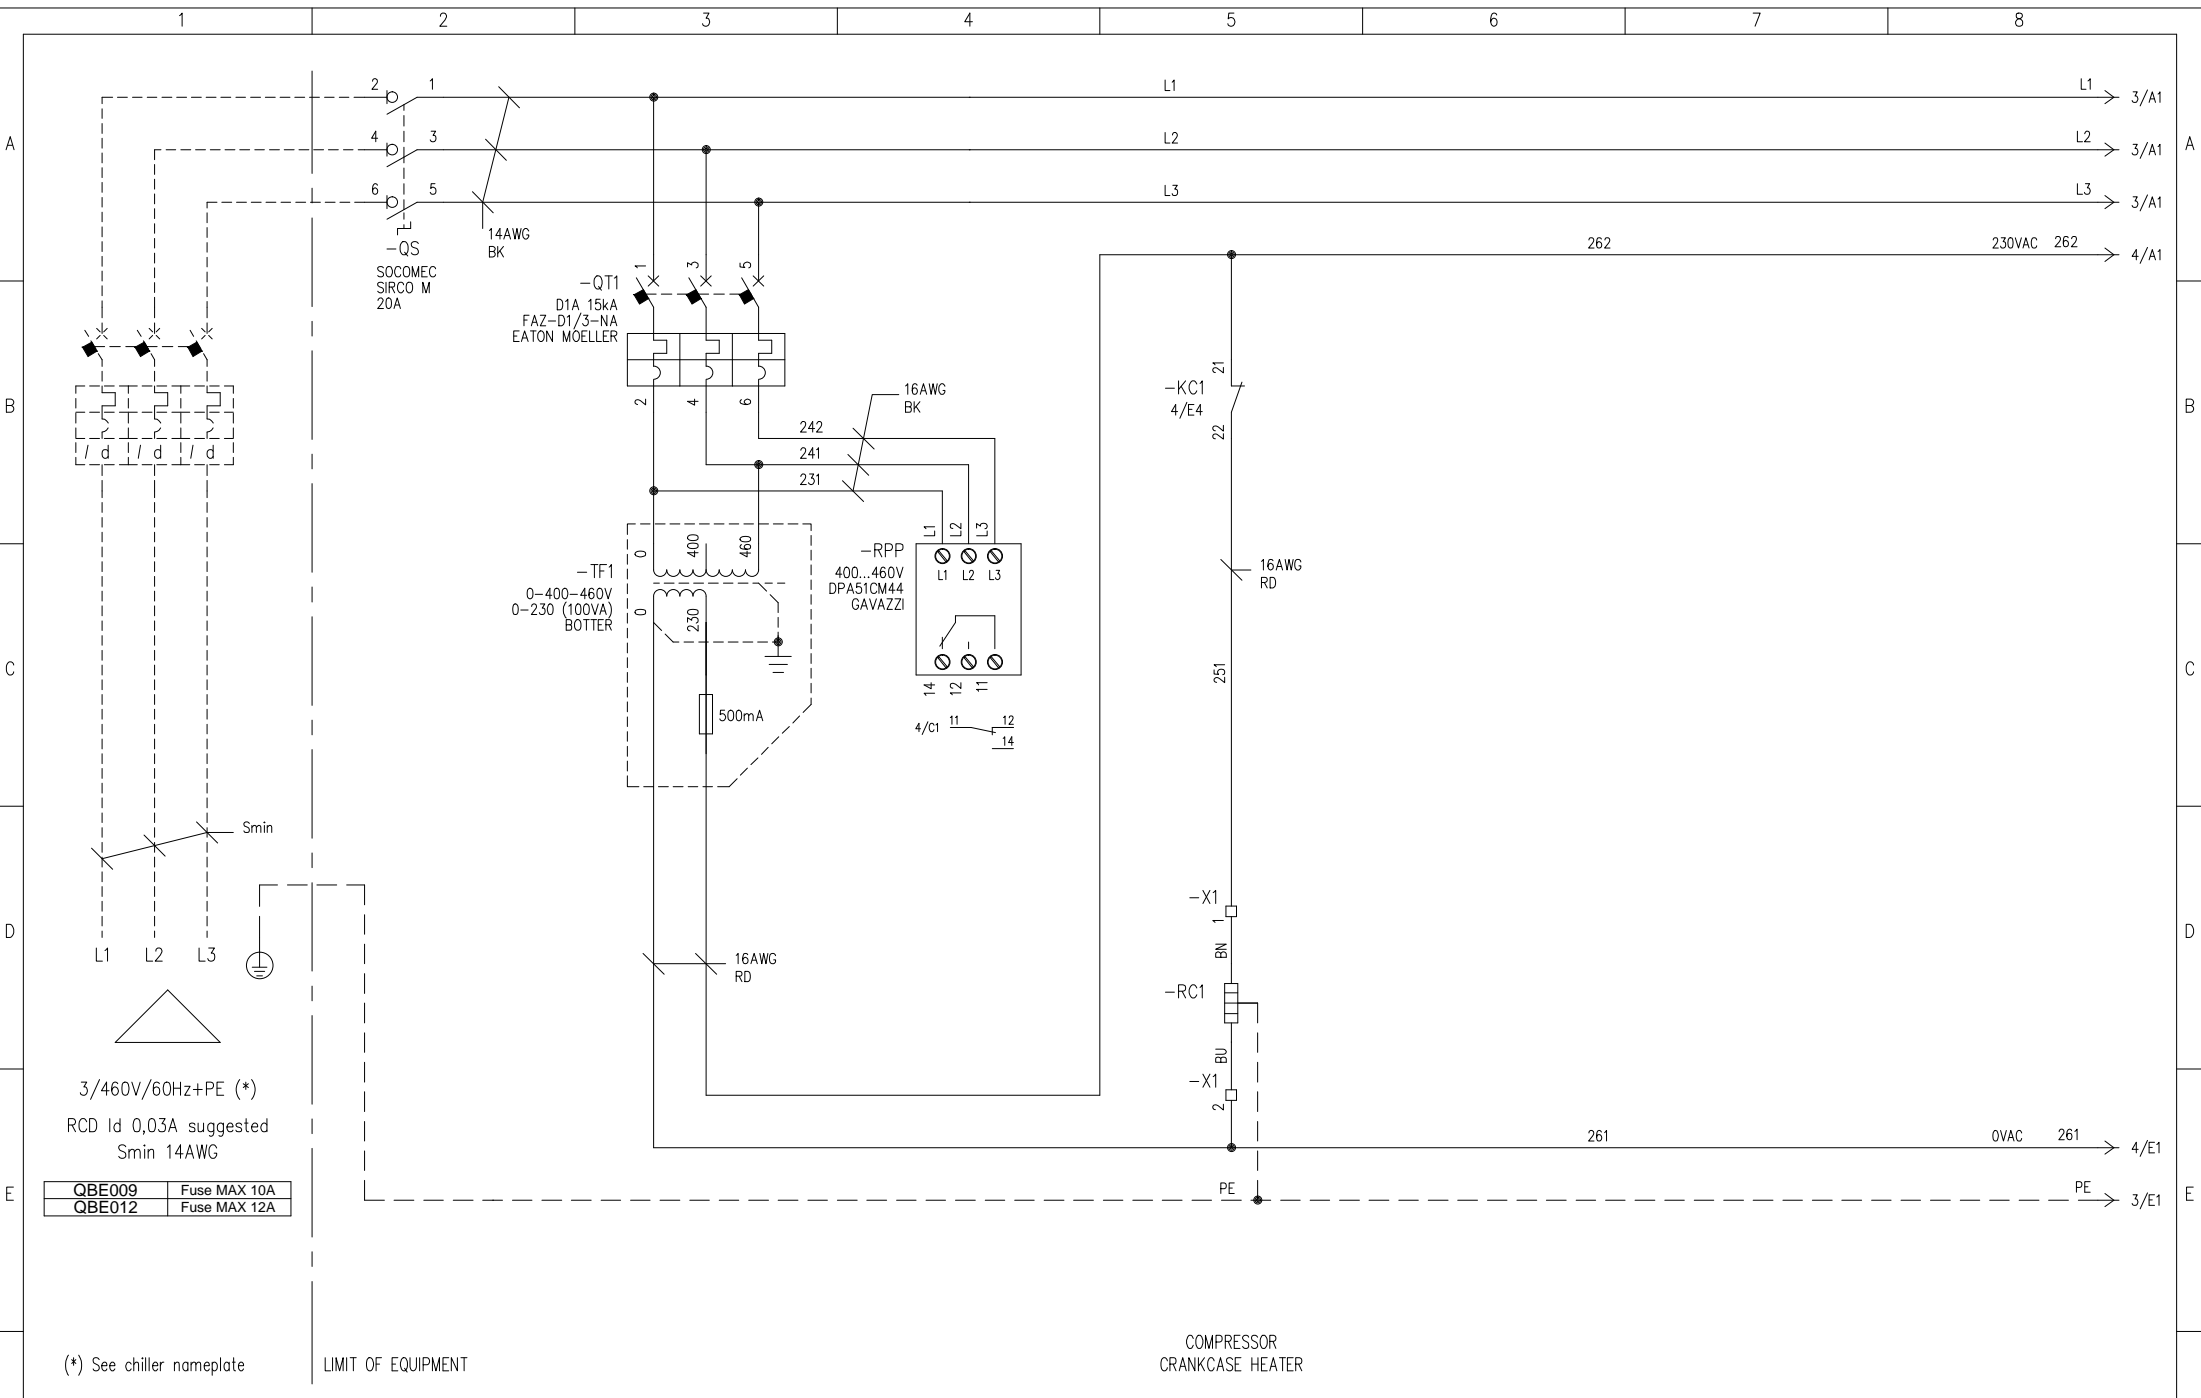 1 2 3 4 5 6 7 8
A
B
C
D
E
A
B
C
D
E
2 1
4 3
6 5
-QS
SOCOMEC
SIRCO M
20A
14AWG
BK
L1
L2
L3
L1 3/A1
L2 3/A1
L3 3/A1
262
230VAC 262 4/A1
1 3 5
-QT1
D1A 15kA
FAZ-D1/3-NA
EATON MOELLER
2 4 6
16AWG
BK
242
241
231
I d I d I d
-TF1
0-400-460V
0-230 (100VA)
BOTTER
0 400 460
0 230
500mA
L1 L2 L3
-RPP
400...460V
DPA51CM44
GAVAZZI
L1 L2 L3
14 12 11
4/C1 11 12
14
21
-KC1
4/E4
22
16AWG
RD
251
-X1
1
BN
-RC1
BU
-X1
2
16AWG
RD
Smin
L1 L2 L3
3/460V/60Hz+PE (*)
RCD Id 0,03A suggested
Smin 14AWG
QBE009 Fuse MAX 10A
QBE012 Fuse MAX 12A
261
0VAC 261 4/E1
PE
PE 3/E1
(*) See chiller nameplate
LIMIT OF EQUIPMENT
COMPRESSOR
CRANKCASE HEATER